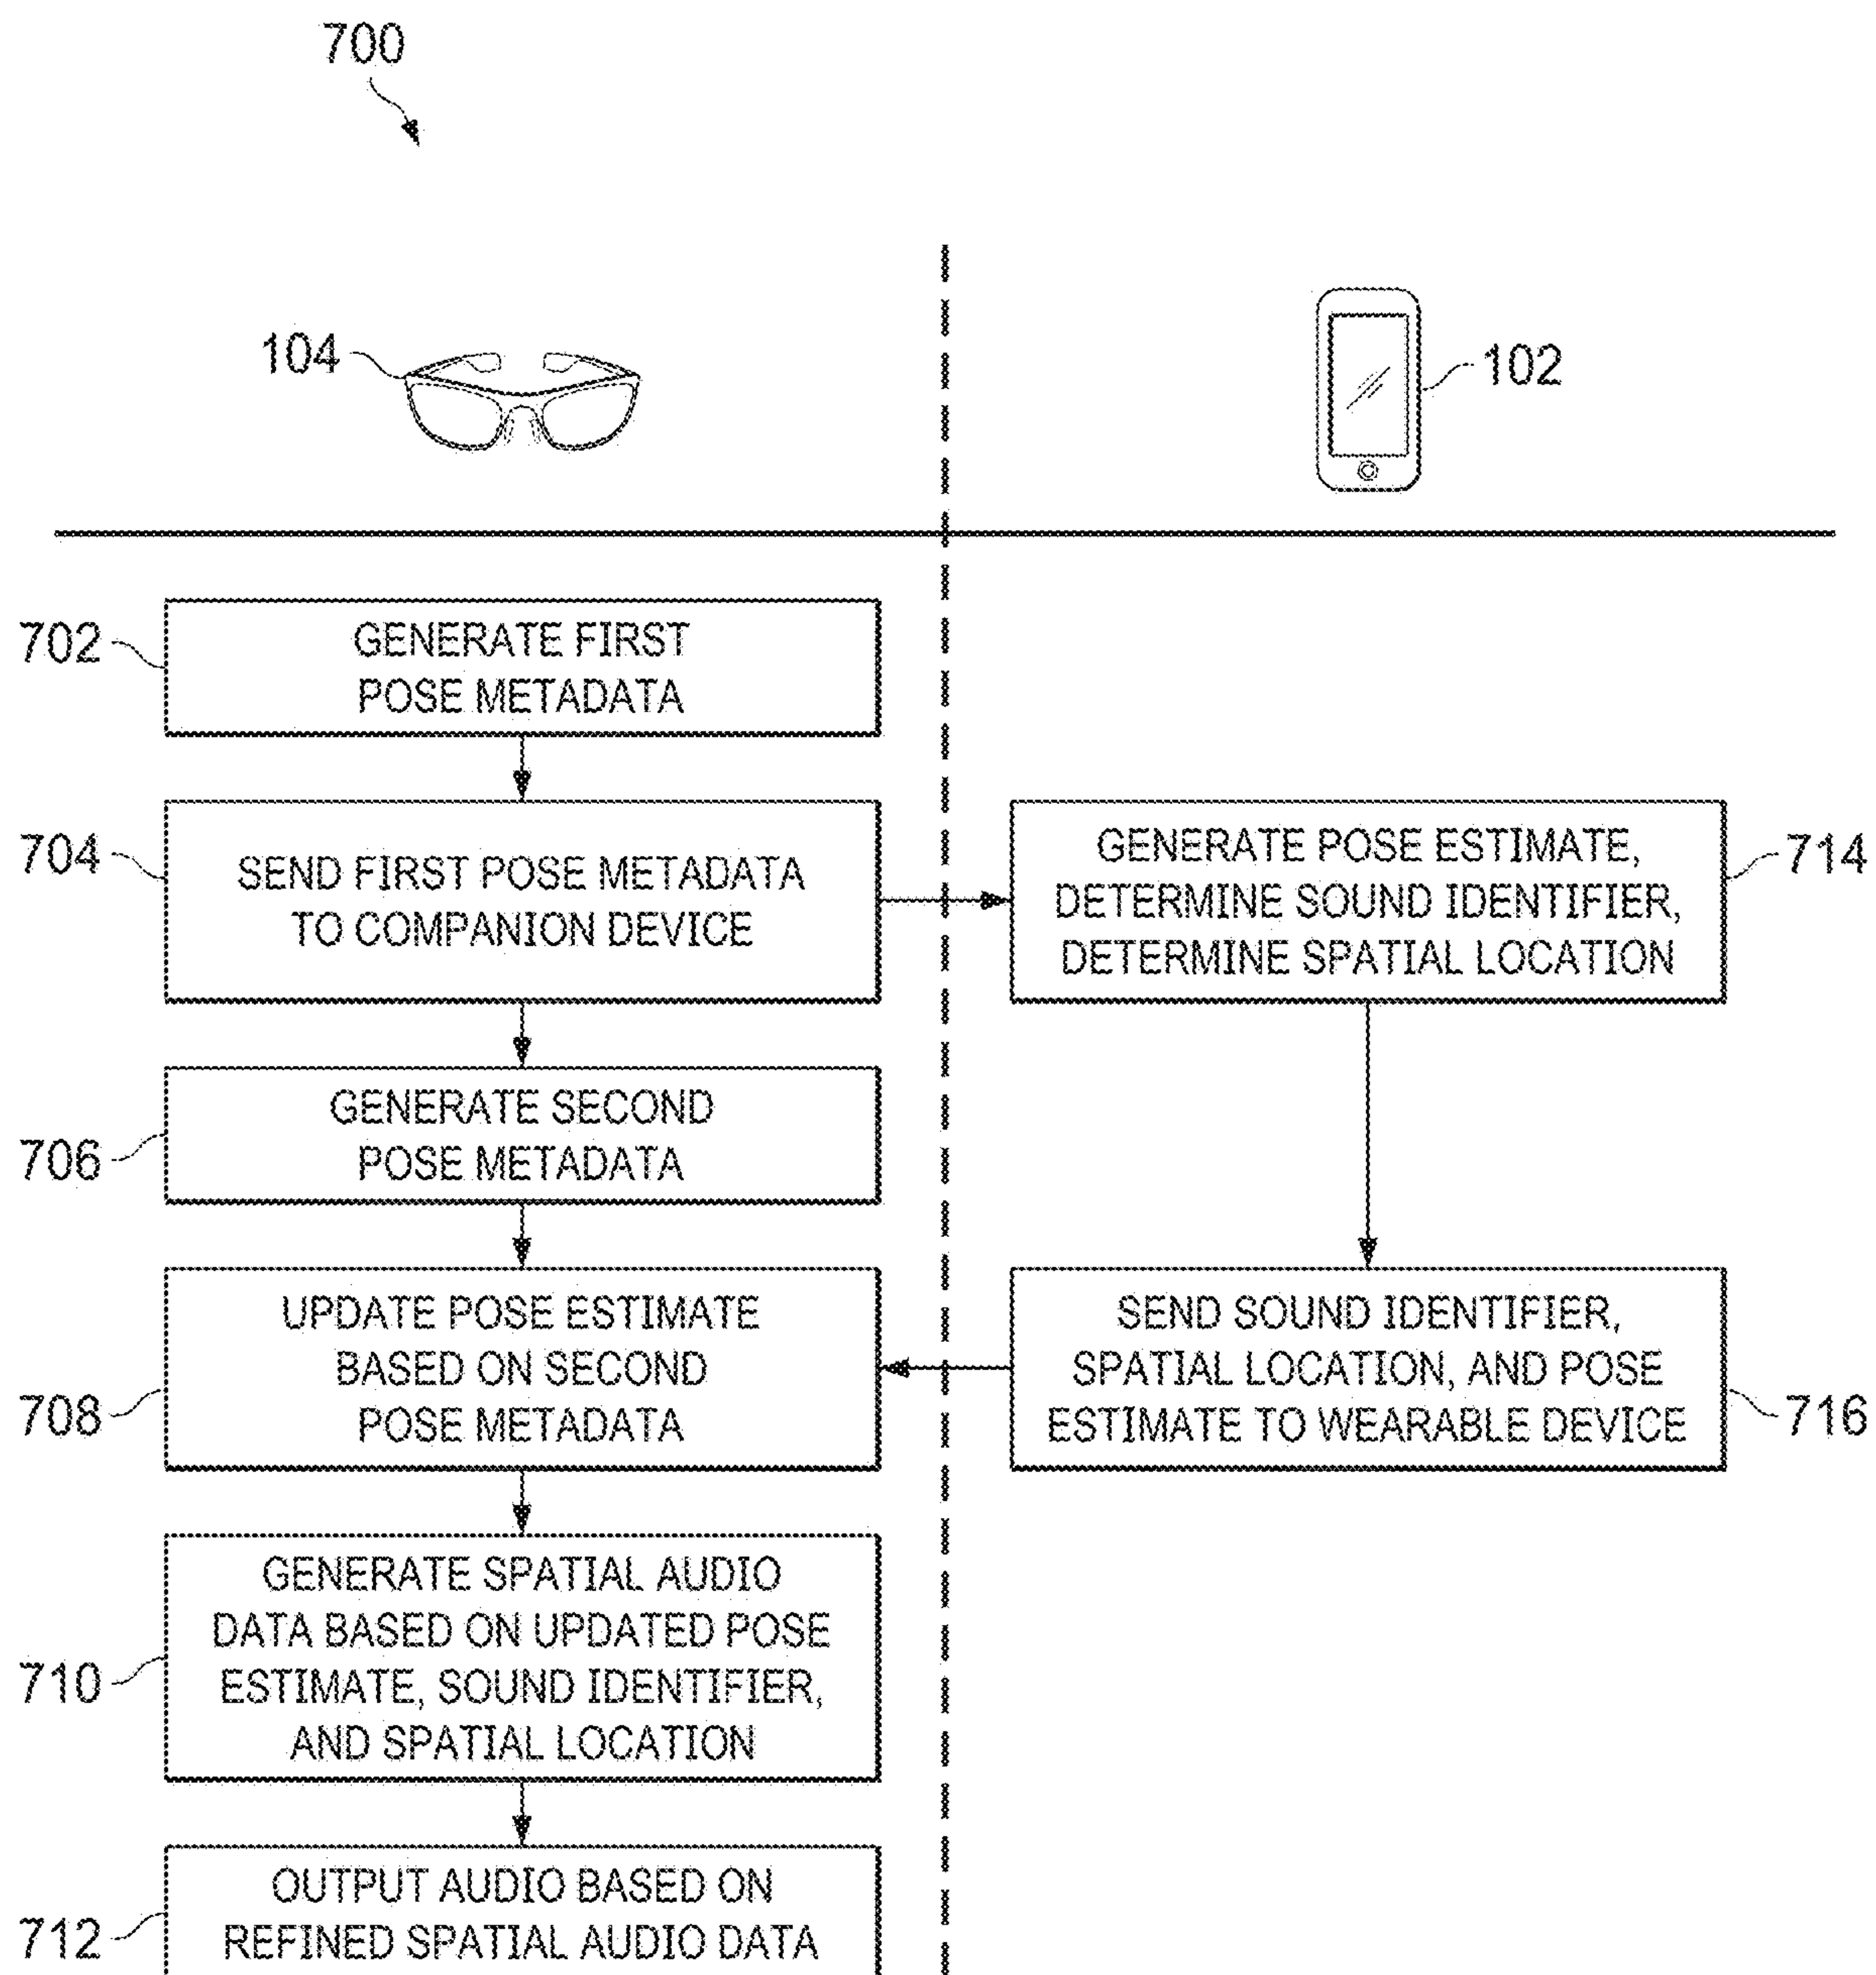 700
104
102
702
GENERATE FIRST
POSE METADATA
704
SEND FIRST POSE METADATA
TO COMPANION DEVICE
GENERATE POSE ESTIMATE,
DETERMINE SOUND IDENTIFIER,
DETERMINE SPATIAL LOCATION
714
706
GENERATE SECOND
POSE METADATA
708
UPDATE POSE ESTIMATE
BASED ON SECOND
POSE METADATA
SEND SOUND IDENTIFIER,
SPATIAL LOCATION, AND POSE
ESTIMATE TO WEARABLE DEVICE
716
710
GENERATE SPATIAL AUDIO
DATA BASED ON UPDATED POSE
ESTIMATE, SOUND IDENTIFIER,
AND SPATIAL LOCATION
712
OUTPUT AUDIO BASED ON
REFINED SPATIAL AUDIO DATA